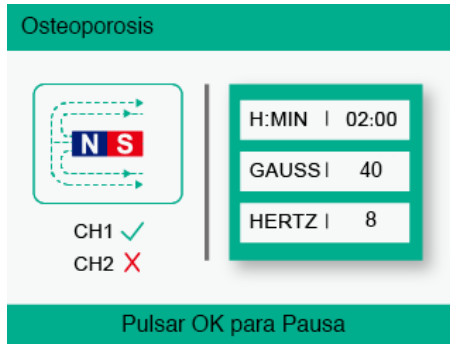 Osteoporosis
N S
CH1 ✓
CH2 X
H:MIN | 02:00
GAUSS | 40
HERTZ | 8
Pulsar OK para Pausa